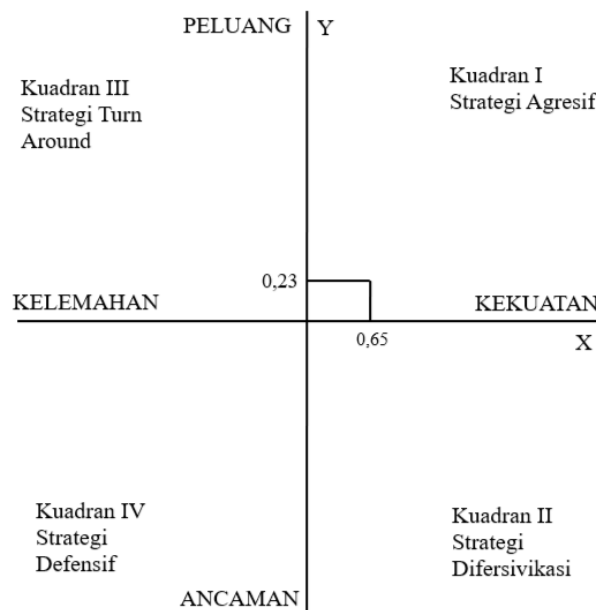 PELUANG
Y
Kuadran III
Strategi Turn
Around
Kuadran I
Strategi Agresif
0,23
KELEMAHAN
KEKUATAN
0,65
X
Kuadran IV
Strategi
Defensif
Kuadran II
Strategi
Difersivikasi
ANCAMAN